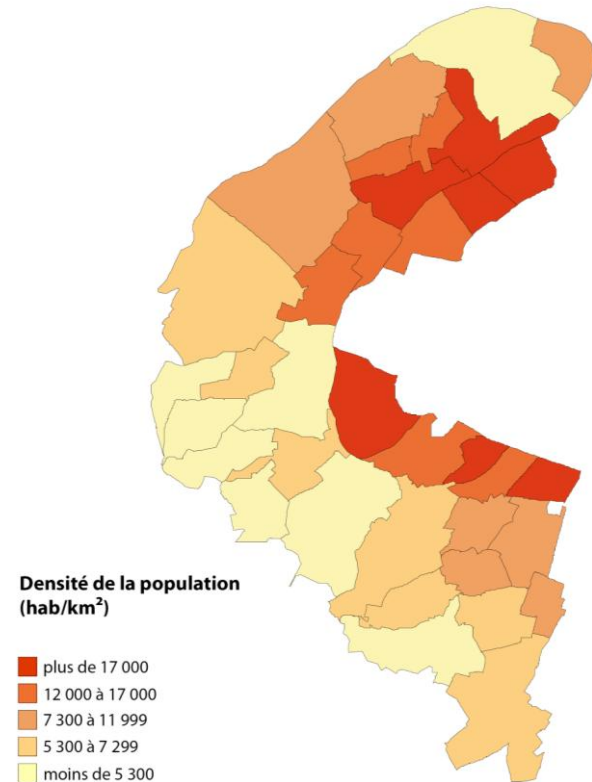 Densité de la population
(hab/km²)
plus de 17 000
12 000 à 17 000
7 300 à 11 999
5 300 à 7 299
moins de 5 300